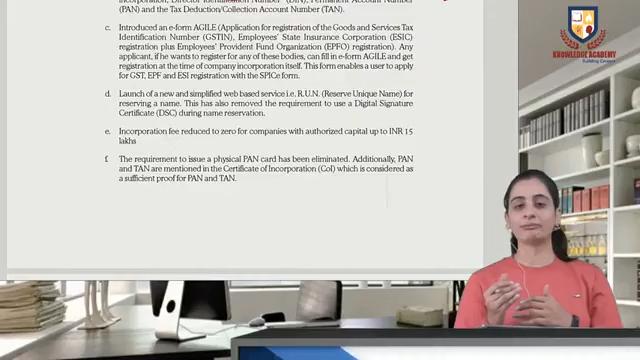 incorporation, Director Identification Number (DIN), Permanent Account Number
(PAN) and the Tax Deduction/Collection Account Number (TAN).
c. Introduced an e-form AGILE (Application for registration of the Goods and Services Tax
Identification Number (GSTIN), Employees' State Insurance Corporation (ESIC)
registration plus Employees' Provident Fund Organization (EPFO) registration). Any
applicant, if he wants to register for any of these bodies, can fill in e-form AGILE and get
registration at the time of company incorporation itself. This form enables a user to apply
for GST, EPF and ESI registration with the SPICe form.
d. Launch of a new and simplified web based service i.e. R.U.N. (Reserve Unique Name) for
reserving a name. This has also removed the requirement to use a Digital Signature
Certificate (DSC) during name reservation.
e. Incorporation fee reduced to zero for companies with authorized capital up to INR 15
lakhs
f. The requirement to issue a physical PAN card has been eliminated. Additionally, PAN
and TAN are mentioned in the Certificate of Incorporation (CoI) which is considered as
a sufficient proof for PAN and TAN.
KNOWLEDGE ACADEMY
Building Careers